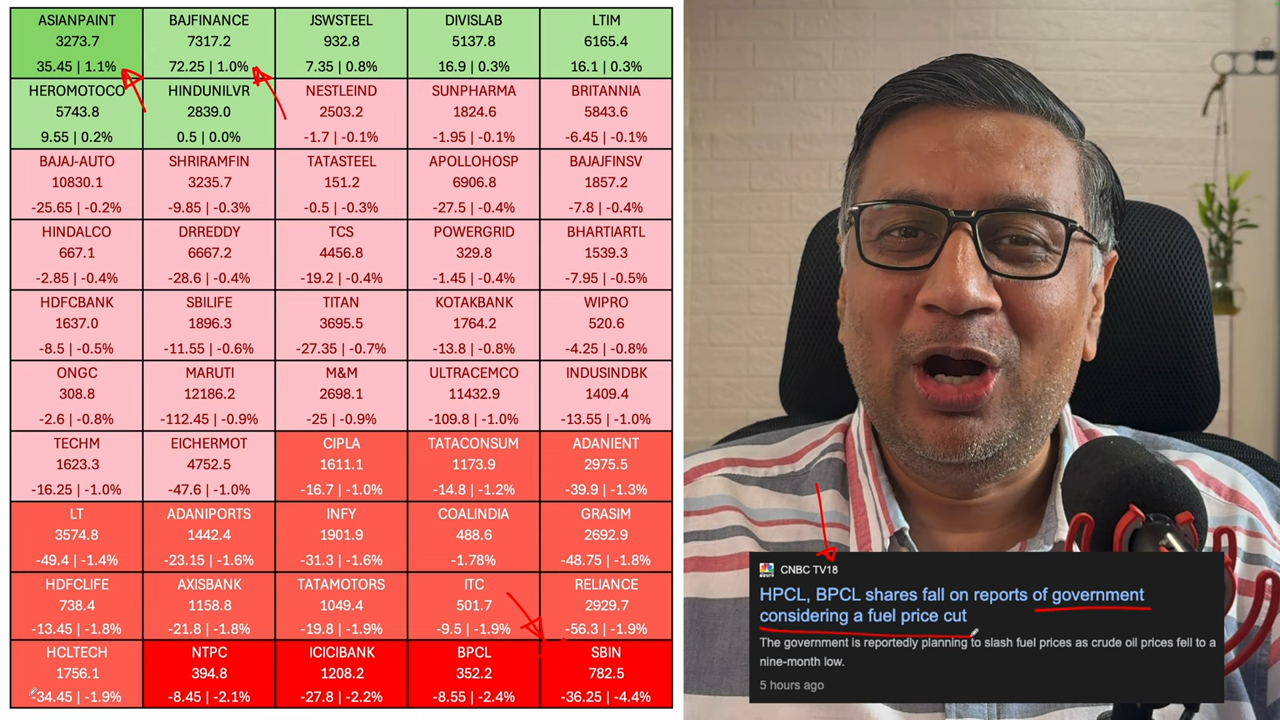 ASIANPAINT
3273.7
35.45 | 1.1%
BAJFINANCE
7317.2
72.25 | 1.0%
JSWSTEEL
932.8
7.35 | 0.8%
DIVISLAB
5137.8
16.9 | 0.3%
LTIM
6165.4
16.1 | 0.3%
HEROMOTOCO
5743.8
9.55 | 0.2%
HINDUNILVR
2839.0
0.5 | 0.0%
NESTLEIND
2503.2
-1.7 | -0.1%
SUNPHARMA
1824.6
-1.95 | -0.1%
BRITANNIA
5843.6
-6.45 | -0.1%
BAJAJ-AUTO
10830.1
-25.65 | -0.2%
SHRIRAMFIN
3235.7
-9.85 | -0.3%
TATASTEEL
151.2
-0.5 | -0.3%
APOLLOHOSP
6906.8
-27.5 | -0.4%
BAJAJFINSV
1857.2
-7.8 | -0.4%
HINDALCO
667.1
-2.85 | -0.4%
DRREDDY
6667.2
-28.6 | -0.4%
TCS
4456.8
-19.2 | -0.4%
POWERGRID
329.8
-1.45 | -0.4%
BHARTIARTL
1539.3
-7.95 | -0.5%
HDFCBANK
1637.0
-8.5 | -0.5%
SBILIFE
1896.3
-11.55 | -0.6%
TITAN
3695.5
-27.35 | -0.7%
KOTAKBANK
1764.2
-13.8 | -0.8%
WIPRO
520.6
-4.25 | -0.8%
ONGC
308.8
-2.6 | -0.8%
MARUTI
12186.2
-112.45 | -0.9%
M&M
2698.1
-25 | -0.9%
ULTRACEMCO
11432.9
-109.8 | -1.0%
INDUSINDBK
1409.4
-13.55 | -1.0%
TECHM
1623.3
-16.25 | -1.0%
EICHERMOT
4752.5
-47.6 | -1.0%
CIPLA
1611.1
-16.7 | -1.0%
TATACONSUM
1173.9
-14.8 | -1.2%
ADANIENT
2975.5
-39.9 | -1.3%
LT
3574.8
-49.4 | -1.4%
ADANIPORTS
1442.4
-23.15 | -1.6%
INFY
1901.9
-31.3 | -1.6%
COALINDIA
488.6
-1.78%
GRASIM
2692.9
-48.75 | -1.8%
HDFCLIFE
738.4
-13.45 | -1.8%
AXISBANK
1158.8
-21.8 | -1.8%
TATAMOTORS
1049.4
-19.8 | -1.9%
ITC
501.7
-9.5 | -1.9%
RELIANCE
2929.7
-56.3 | -1.9%
HCLTECH
1756.1
-34.45 | -1.9%
NTPC
394.8
-8.45 | -2.1%
ICICIBANK
1208.2
-27.8 | -2.2%
BPCL
352.2
-8.55 | -2.4%
SBIN
782.5
-36.25 | -4.4%
CNBC TV18
HPCL, BPCL shares fall on reports of government
considering a fuel price cut
The government is reportedly planning to slash fuel prices as crude oil prices fell to a
nine-month low.
5 hours ago